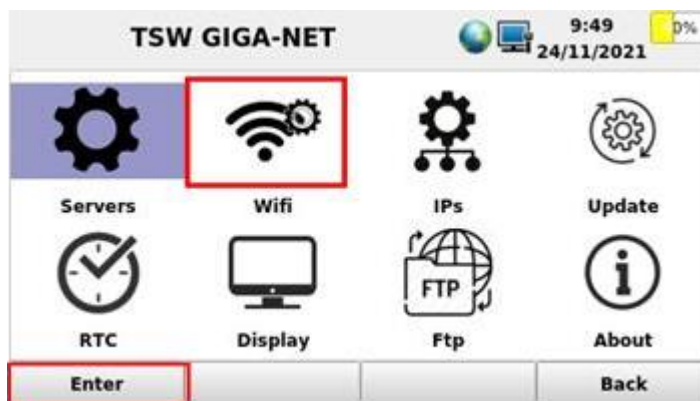 TSW GIGA-NET
9:49
24/11/2021
0%
Servers Wifi IPs Update
FTP
RTC Display Ftp About
Enter Back